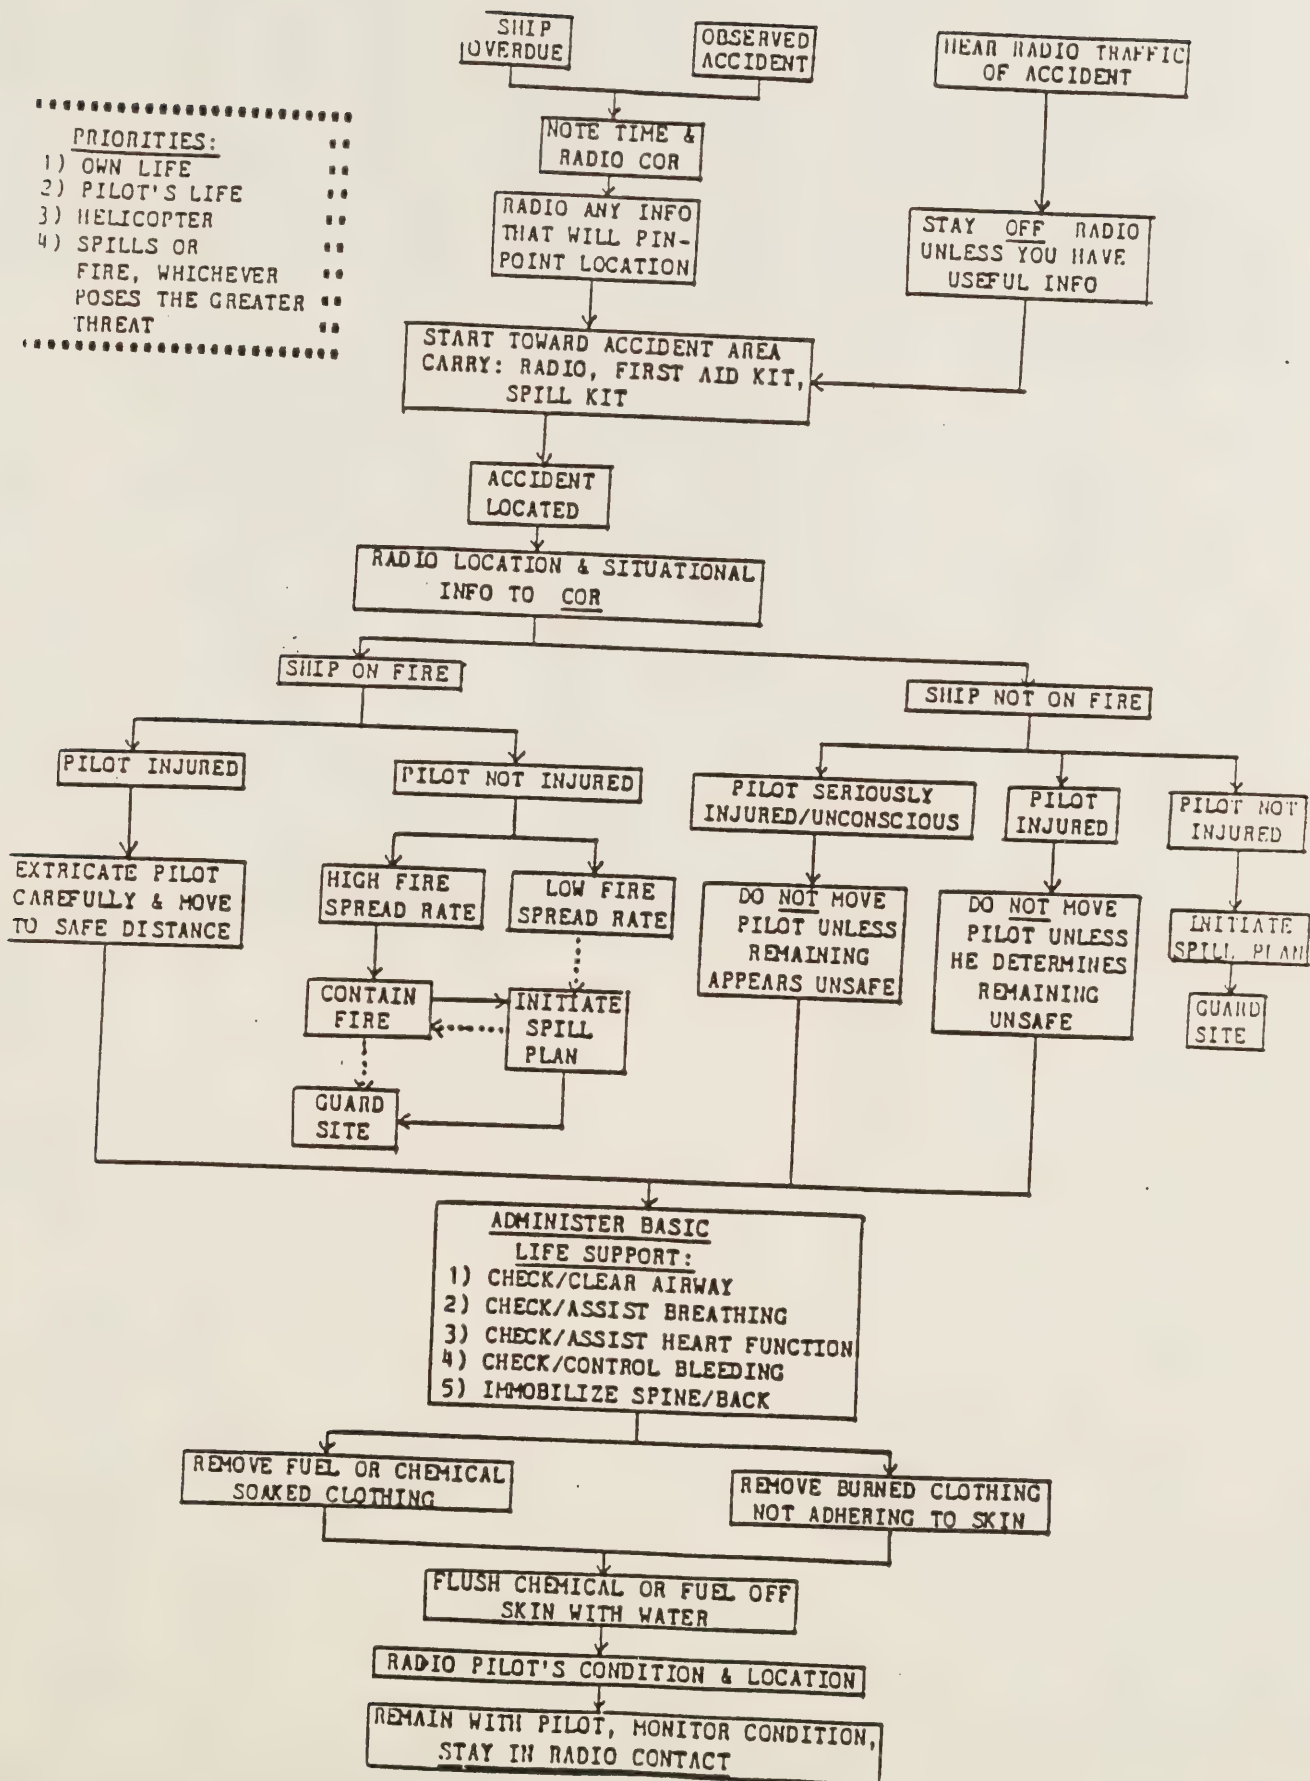 SHIP
OVERDUE
OBSERVED
ACCIDENT
HEAR RADIO TRAFFIC
OF ACCIDENT
PRIORITIES:
1) OWN LIFE
2) PILOT'S LIFE
3) HELICOPTER
4) SPILLS OR
FIRE, WHICHEVER
POSES THE GREATER
THREAT
NOTE TIME &
RADIO COR
RADIO ANY INFO
THAT WILL PIN-
POINT LOCATION
STAY OFF RADIO
UNLESS YOU HAVE
USEFUL INFO
START TOWARD ACCIDENT AREA
CARRY: RADIO, FIRST AID KIT,
SPILL KIT
ACCIDENT
LOCATED
RADIO LOCATION & SITUATIONAL
INFO TO COR
SHIP ON FIRE
SHIP NOT ON FIRE
PILOT INJURED
PILOT NOT INJURED
PILOT SERIOUSLY
INJURED/UNCONSCIOUS
PILOT
INJURED
PILOT NOT
INJURED
EXTRICATE PILOT
CAREFULLY & MOVE
TO SAFE DISTANCE
HIGH FIRE
SPREAD RATE
LOW FIRE
SPREAD RATE
DO NOT MOVE
PILOT UNLESS
REMAINING
APPEARS UNSAFE
DO NOT MOVE
PILOT UNLESS
HE DETERMINES
REMAINING
UNSAFE
INITIATE
SPILL PLAN
CONTAIN
FIRE
INITIATE
SPILL
PLAN
GUARD
SITE
GUARD
SITE
ADMINISTER BASIC
LIFE SUPPORT:
1) CHECK/CLEAR AIRWAY
2) CHECK/ASSIST BREATHING
3) CHECK/ASSIST HEART FUNCTION
4) CHECK/CONTROL BLEEDING
5) IMMOBILIZE SPINE/BACK
REMOVE FUEL OR CHEMICAL
SOAKED CLOTHING
REMOVE BURNED CLOTHING
NOT ADHERING TO SKIN
FLUSH CHEMICAL OR FUEL OFF
SKIN WITH WATER
RADIO PILOT'S CONDITION & LOCATION
REMAIN WITH PILOT, MONITOR CONDITION,
STAY IN RADIO CONTACT